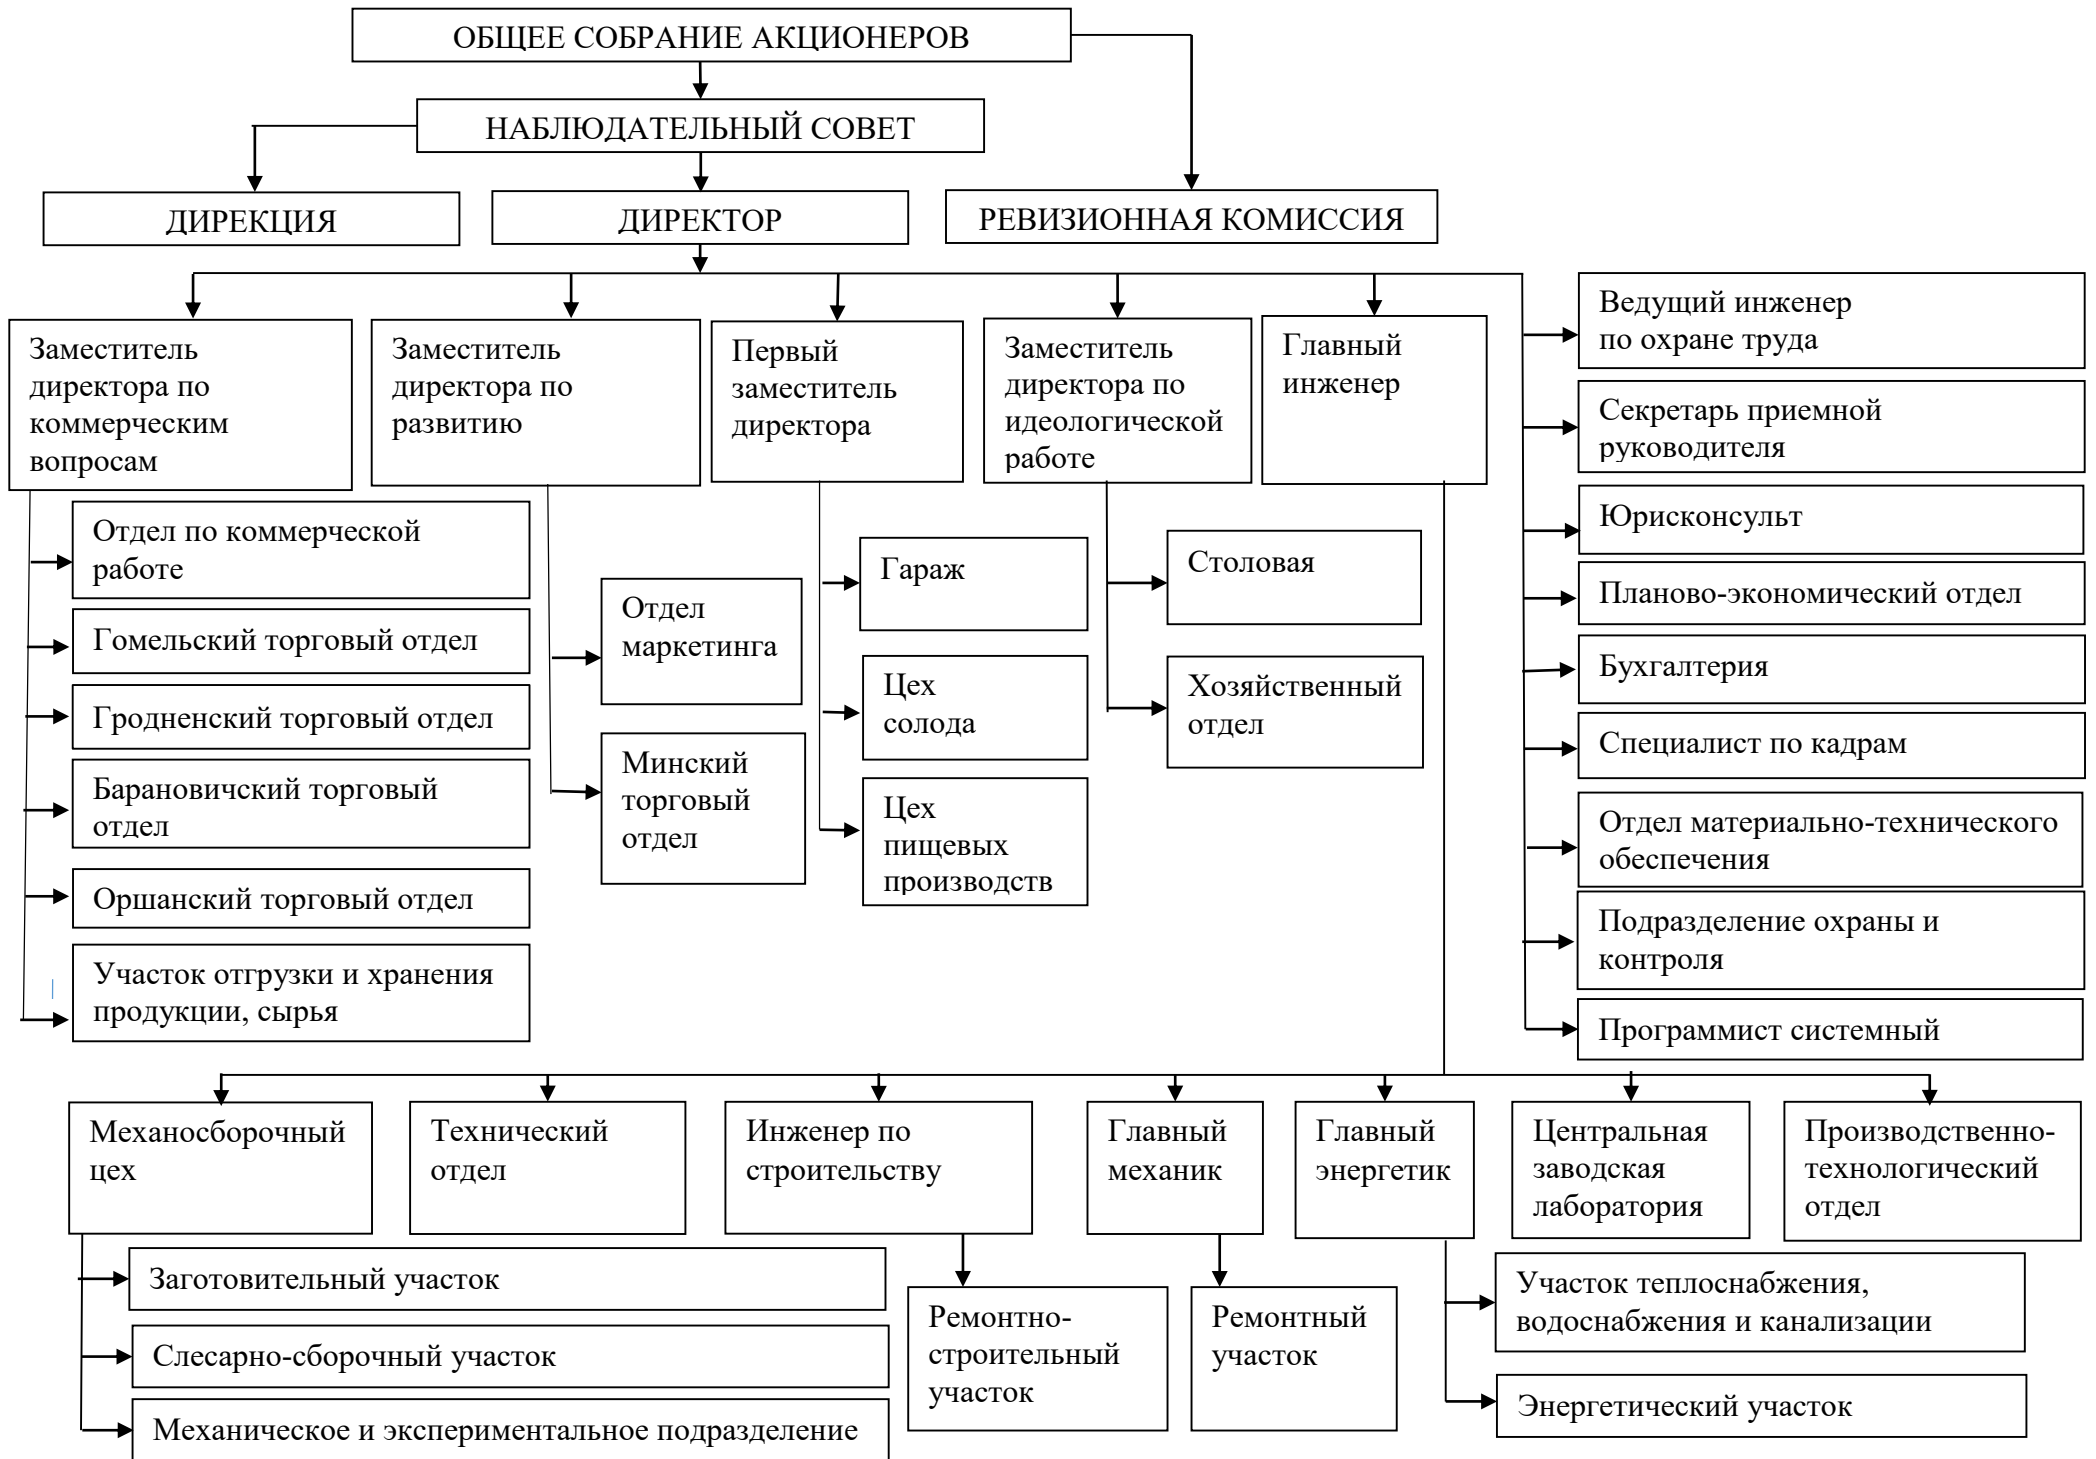 ОБЩЕЕ СОБРАНИЕ АКЦИОНЕРОВ
НАБЛЮДАТЕЛЬНЫЙ СОВЕТ
ДИРЕКЦИЯ
ДИРЕКТОР
РЕВИЗИОННАЯ КОМИССИЯ
Заместитель
директора по
коммерческим
вопросам
Заместитель
директора по
развитию
Первый
заместитель
директора
Заместитель
директора по
идеологической
работе
Главный
инженер
Ведущий инженер
по охране труда
Секретарь приемной
руководителя
Юрисконсульт
Планово-экономический отдел
Бухгалтерия
Специалист по кадрам
Отдел материально-технического
обеспечения
Подразделение охраны и
контроля
Программист системный
Отдел по коммерческой
работе
Гомельский торговый отдел
Гродненский торговый отдел
Барановичский торговый
отдел
Оршанский торговый отдел
Участок отгрузки и хранения
продукции, сырья
Отдел
маркетинга
Минский
торговый
отдел
Гараж
Цех
солода
Цех
пищевых
производств
Столовая
Хозяйственный
отдел
Механосборочный
цех
Технический
отдел
Инженер по
строительству
Главный
механик
Главный
энергетик
Центральная
заводская
лаборатория
Производственно-
технологический
отдел
Заготовительный участок
Слесарно-сборочный участок
Механическое и экспериментальное подразделение
Ремонтно-
строительный
участок
Ремонтный
участок
Участок теплоснабжения,
водоснабжения и канализации
Энергетический участок